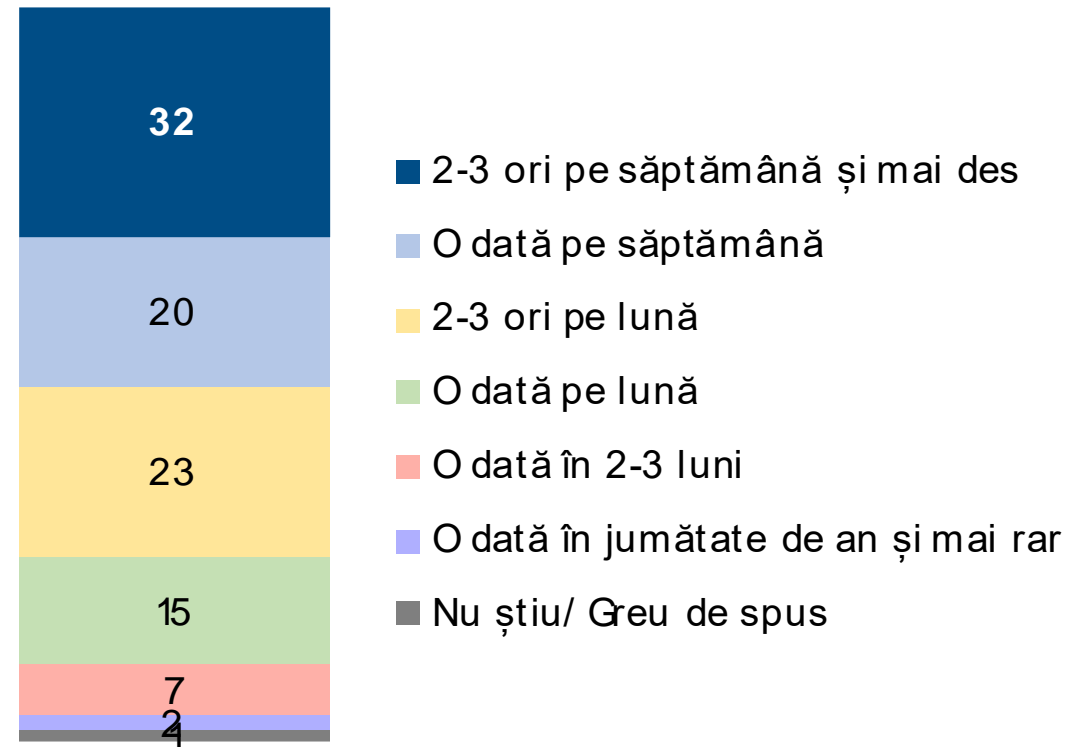 32
20
23
15
7
2
1
2-3 ori pe săptămână și mai des
O dată pe săptămână
2-3 ori pe lună
O dată pe lună
O dată în 2-3 luni
O dată în jumătate de an și mai rar
Nu știu/ Greu de spus